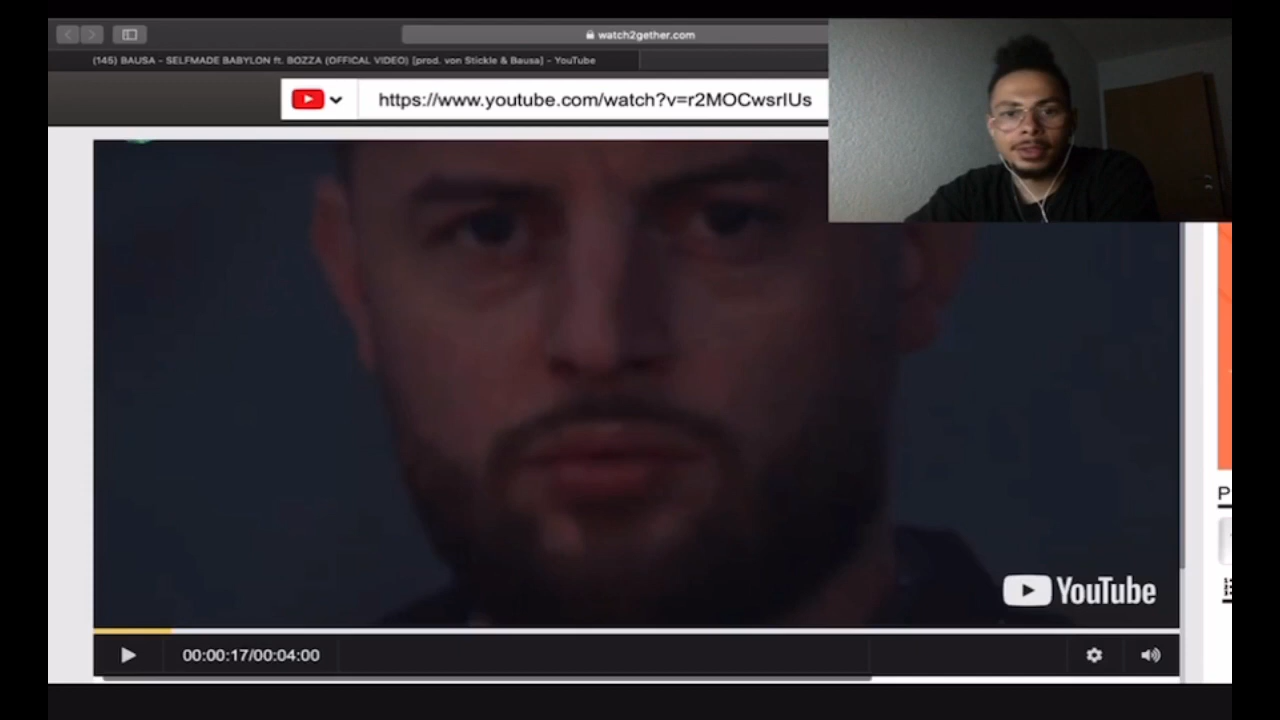 watch2gether.com
(145) BAUSA - SELFMADE BABYLON ft. BOZZA (OFFICAL VIDEO) [prod. von Stickle & Bausa] - YouTube
https://www.youtube.com/watch?v=r2MOCwsrIUs
P
YouTube
00:00:17/00:04:00